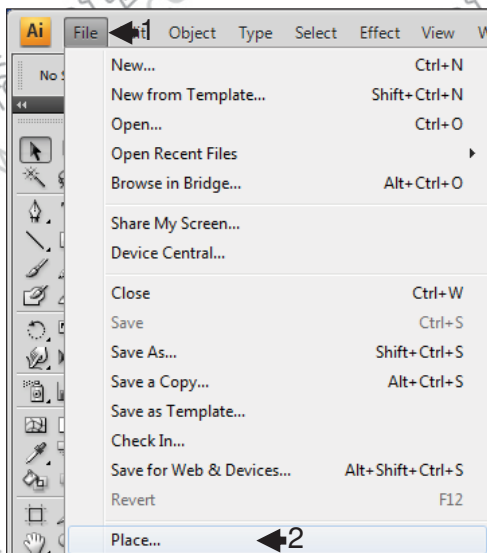 Ai File 1 Edit Object Type Select Effect View
No
New... Ctrl+N
New from Template... Shift+Ctrl+N
Open... Ctrl+O
Open Recent Files
Browse in Bridge... Alt+Ctrl+O
Share My Screen...
Device Central...
Close Ctrl+W
Save Ctrl+S
Save As... Shift+Ctrl+S
Save a Copy... Alt+Ctrl+S
Save as Template...
Check In...
Save for Web & Devices... Alt+Shift+Ctrl+S
Revert F12
Place... 2